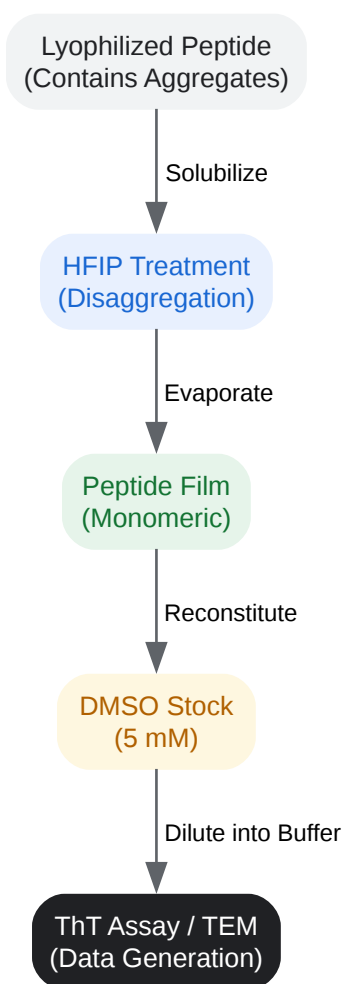 Lyophilized Peptide
(Contains Aggregates)
Solubilize
HFIP Treatment
(Disaggregation)
Evaporate
Peptide Film
(Monomeric)
Reconstitute
DMSO Stock
(5 mM)
Dilute into Buffer
ThT Assay / TEM
(Data Generation)